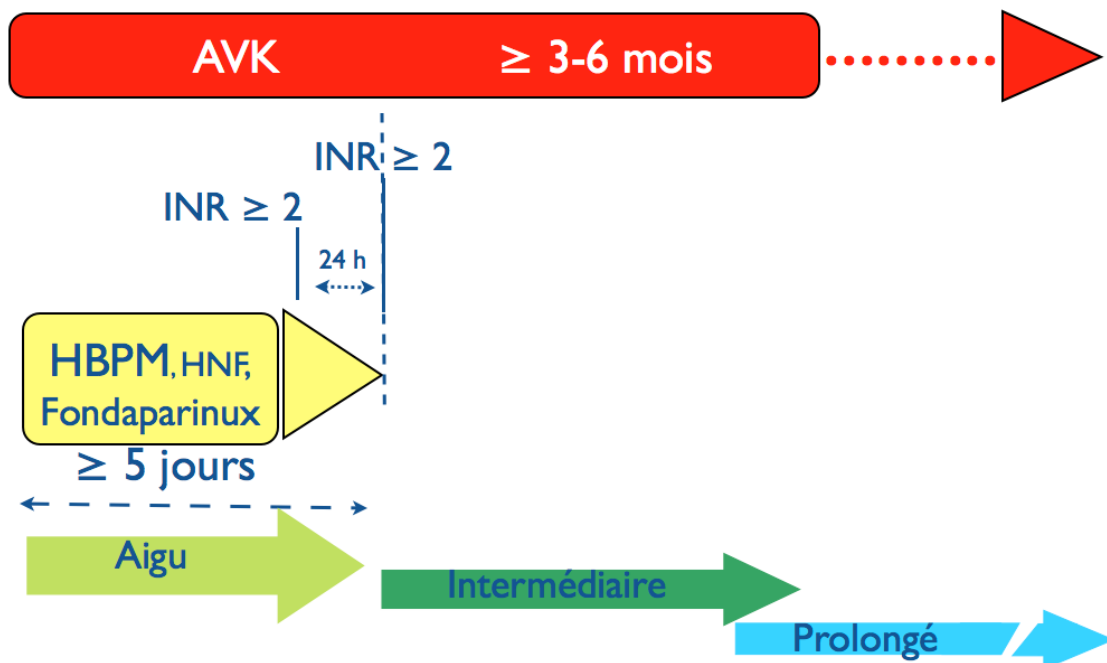 AVK ≥ 3-6 mois
INR ≥ 2
INR ≥ 2
24 h
HBPM, HNF,
Fondaparinux
≥ 5 jours
Aigu
Intermédiaire
Prolongé